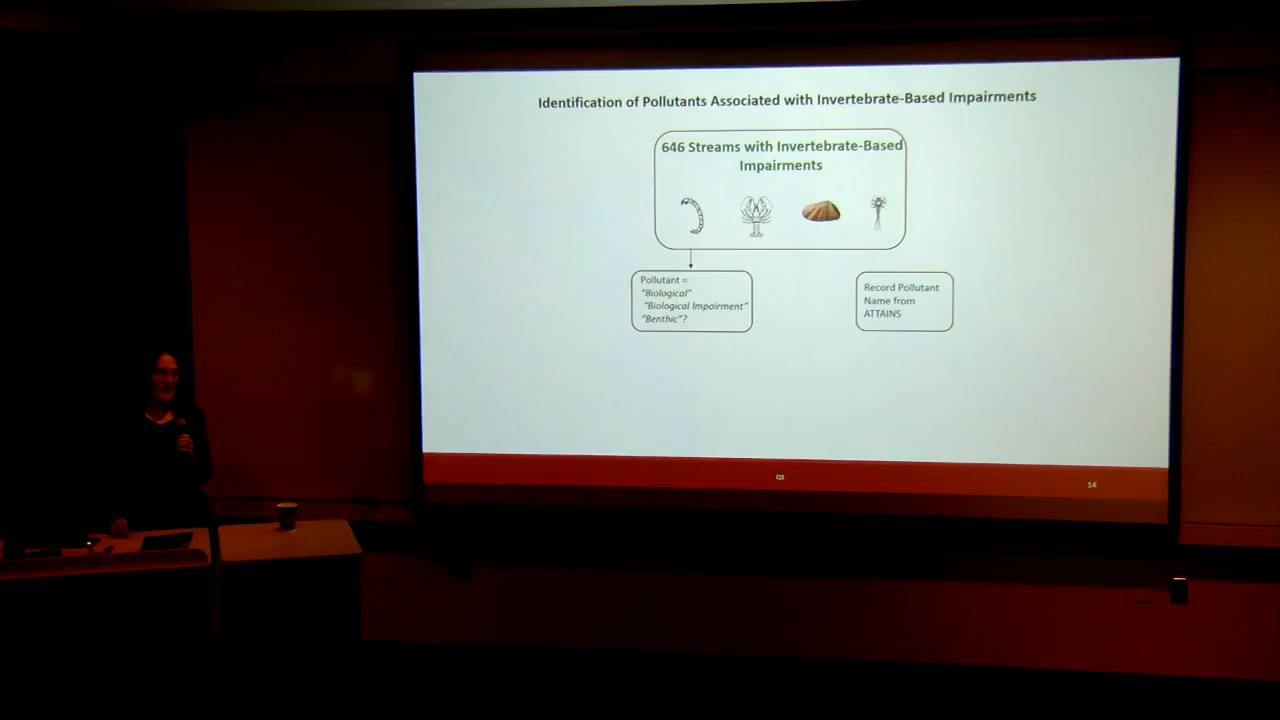 Identification of Pollutants Associated with Invertebrate-Based Impairments
646 Streams with Invertebrate-Based
Impairments
Pollutant =
"Biological"
"Biological Impairment"
"Benthic"?
Record Pollutant
Name from
ATTAINS
Q1
14